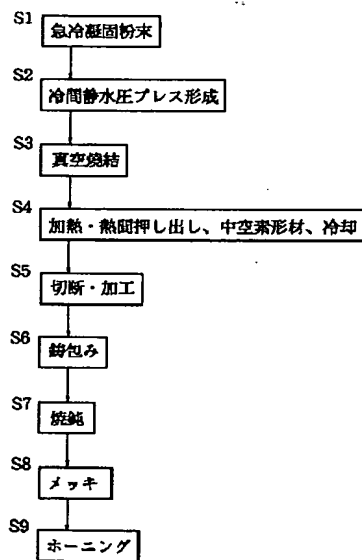 S1
急冷凝固粉末
S2
冷間静水圧プレス形成
S3
真空焼結
S4
加熱・熱間押し出し、中空素形材、冷却
S5
切断・加工
S6
鋳包み
S7
焼鈍
S8
メッキ
S9
ホーニング